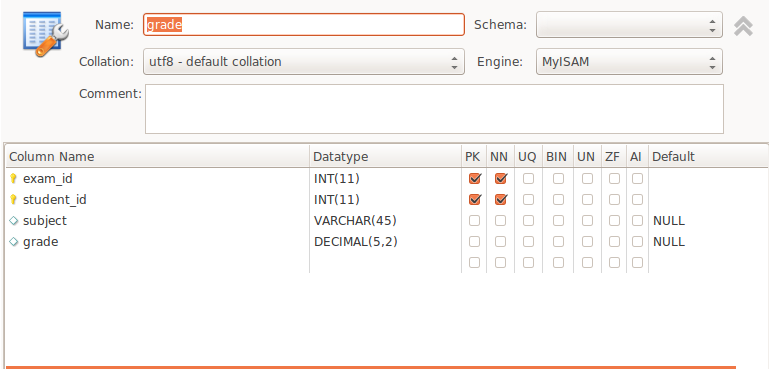 Name: grade Schema:
Collation: utf8 - default collation Engine: MyISAM
Comment:
Column Name Datatype PK NN UQ BIN UN ZF AI Default
exam_id INT(11)
student_id INT(11)
subject VARCHAR(45) NULL
grade DECIMAL(5,2) NULL